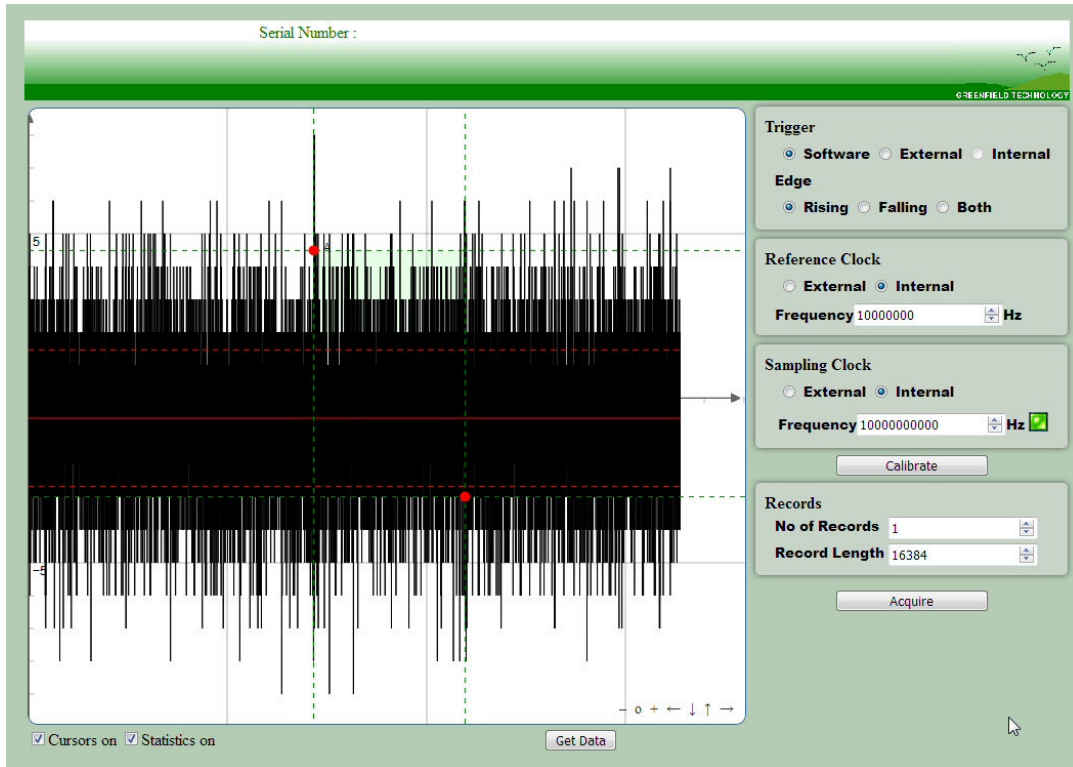 Serial Number :
GREENFIELD TECHNOLOGY
Trigger
Software External Internal
Edge
Rising Falling Both
5
A
Reference Clock
External Internal
Frequency 10000000 Hz
Sampling Clock
External Internal
Frequency 10000000000 Hz
Calibrate
Records
No of Records 1
Record Length 16384
-5
Acquire
- o + ← ↓ ↑ →
Cursors on Statistics on Get Data